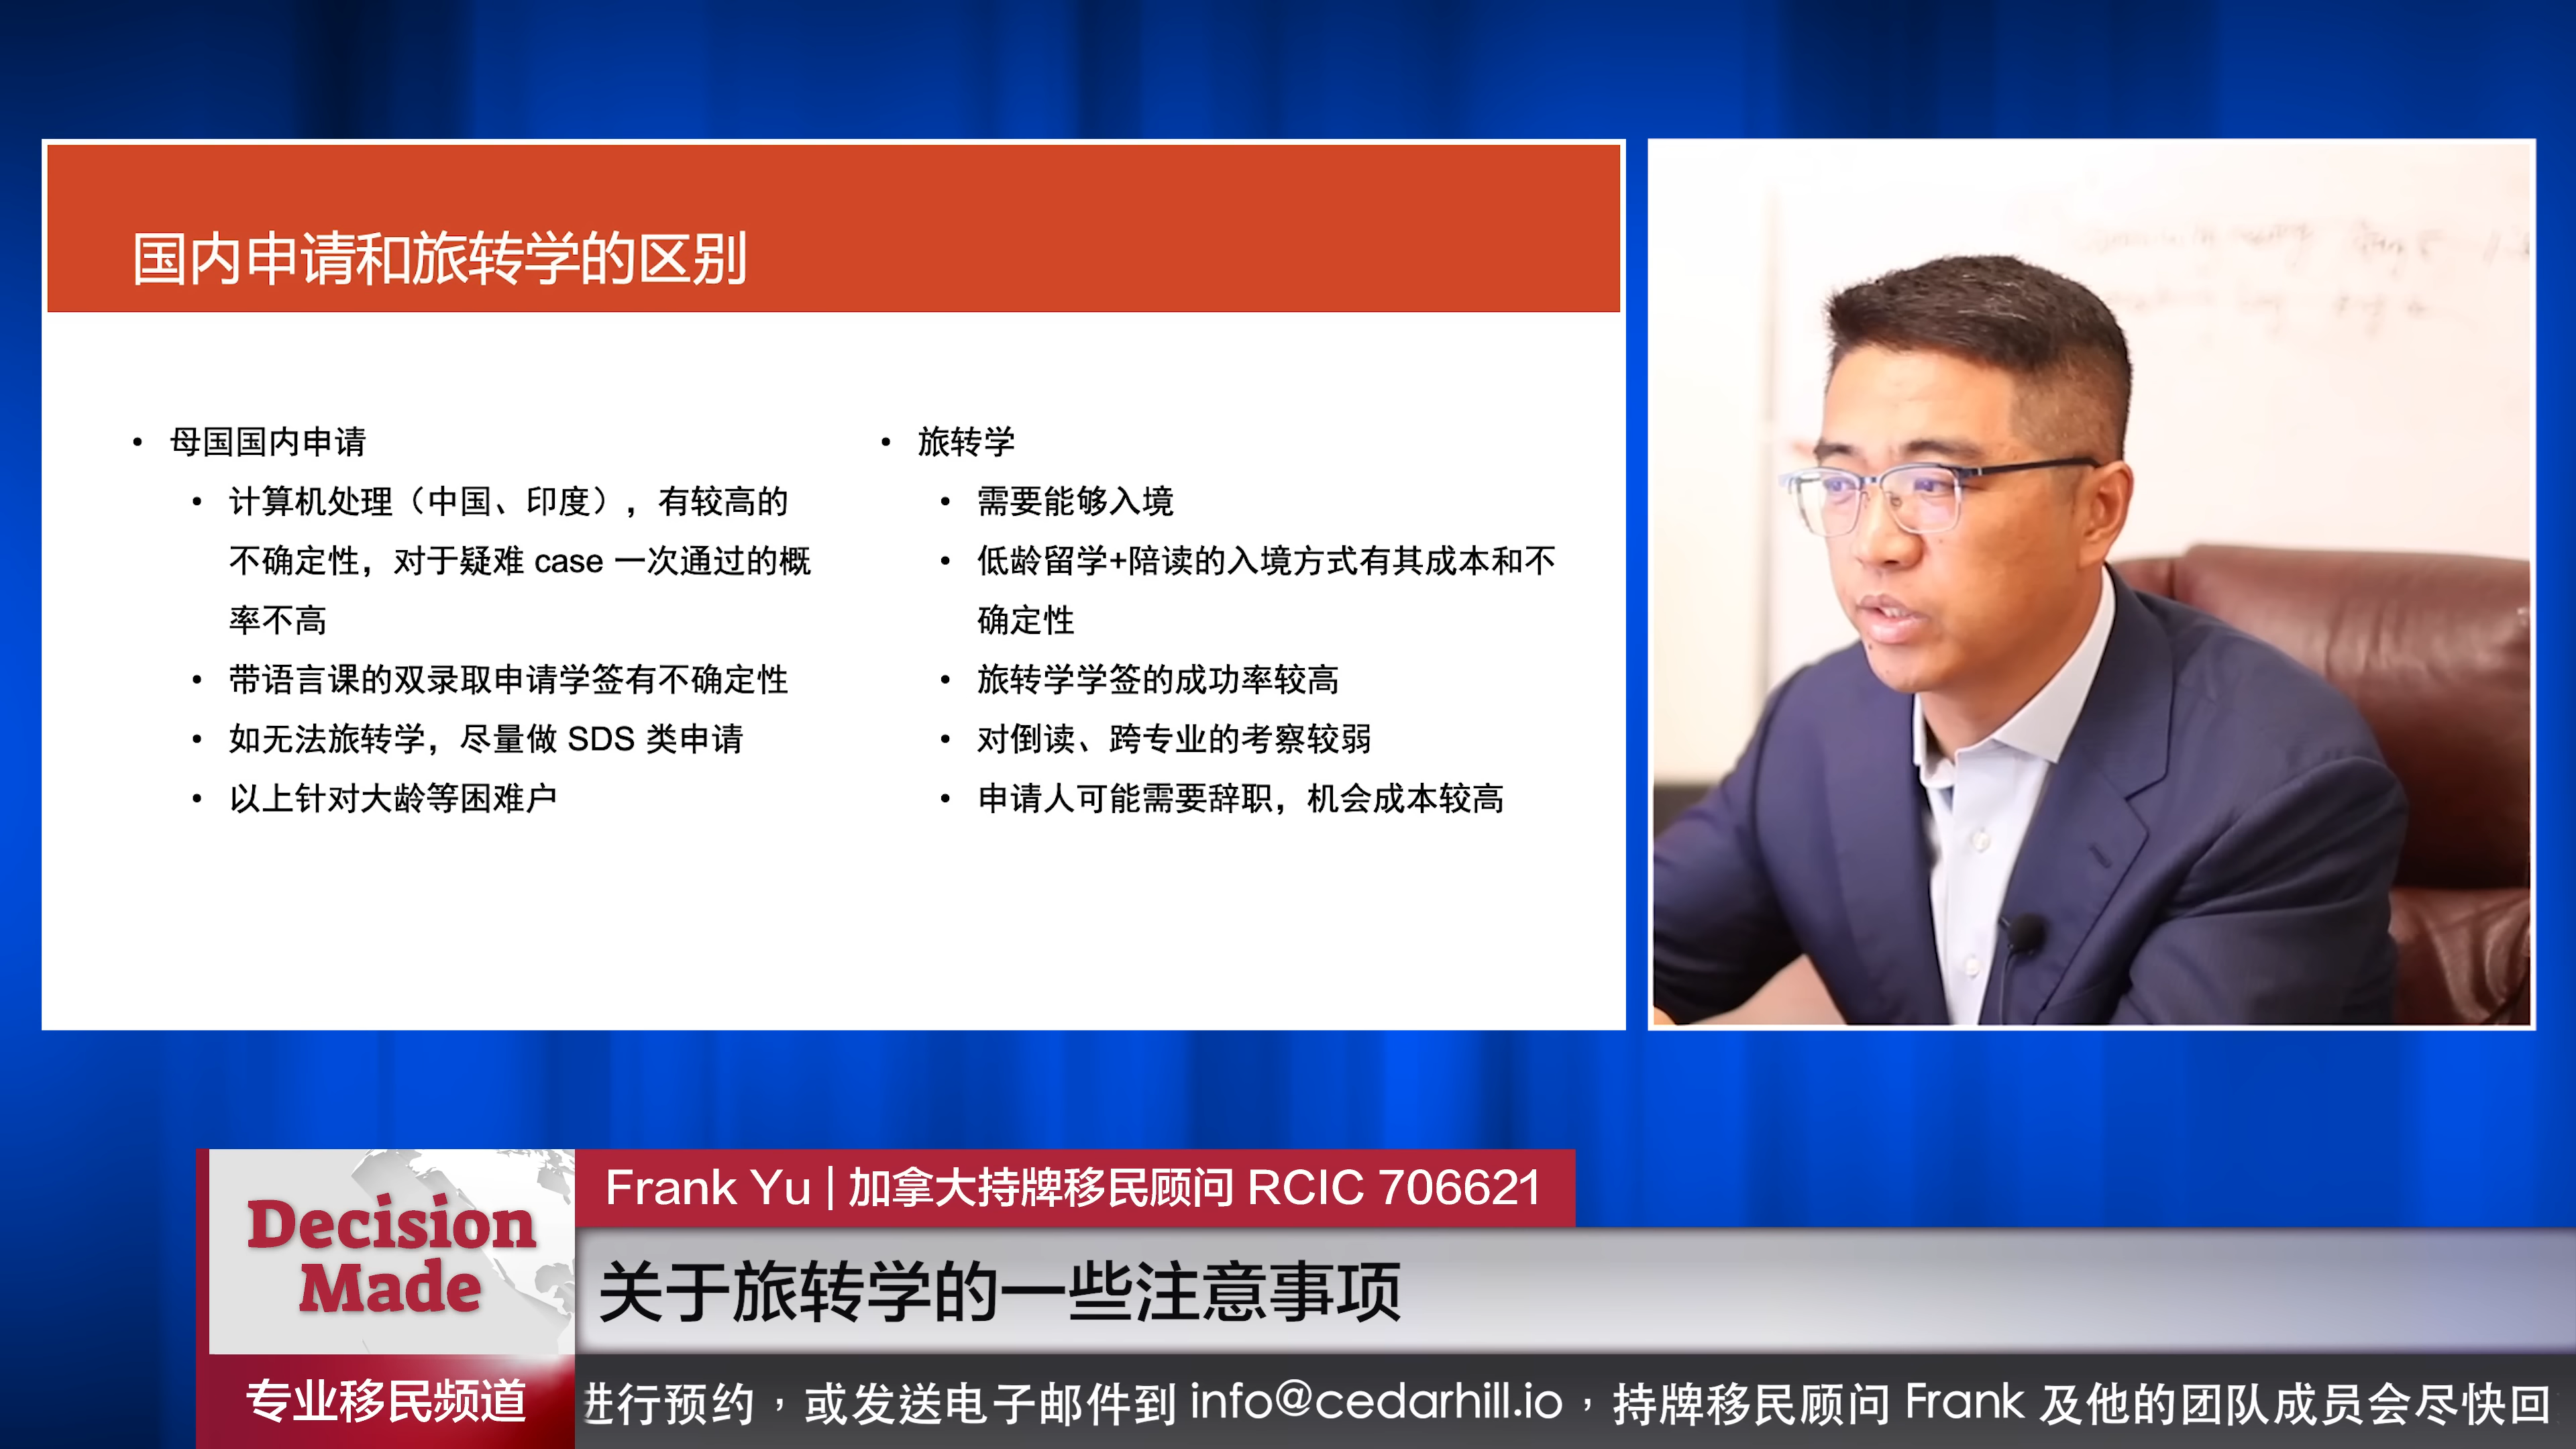 国内申请和旅转学的区别
• 母国国内申请
• 计算机处理（中国、印度），有较高的
不确定性，对于疑难 case 一次通过的概
率不高
• 带语言课的双录取申请学签有不确定性
• 如无法旅转学，尽量做 SDS 类申请
• 以上针对大龄等困难户
• 旅转学
• 需要能够入境
• 低龄留学+陪读的入境方式有其成本和不
确定性
• 旅转学学签的成功率较高
• 对倒读、跨专业的考察较弱
• 申请人可能需要辞职，机会成本较高
Frank Yu | 加拿大持牌移民顾问 RCIC 706621
Decision
Made
关于旅转学的一些注意事项
专业移民频道
进行预约，或发送电子邮件到 info@cedarhill.io，持牌移民顾问 Frank 及他的团队成员会尽快回